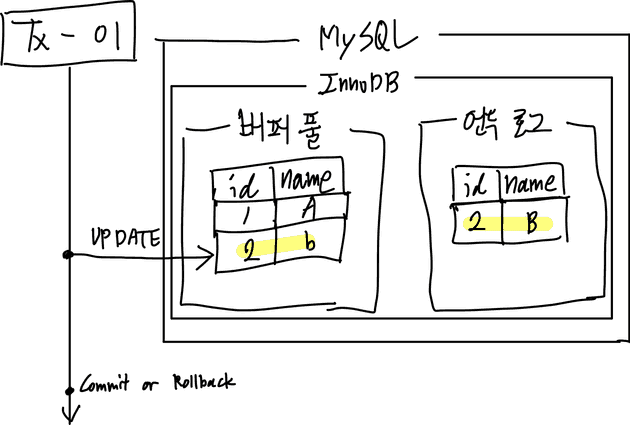 Tx - 01
MySQL
InnoDB
버퍼 풀
언두 로그
id name
1 A
2 b
id name
2 B
UPDATE
Commit or Rollback